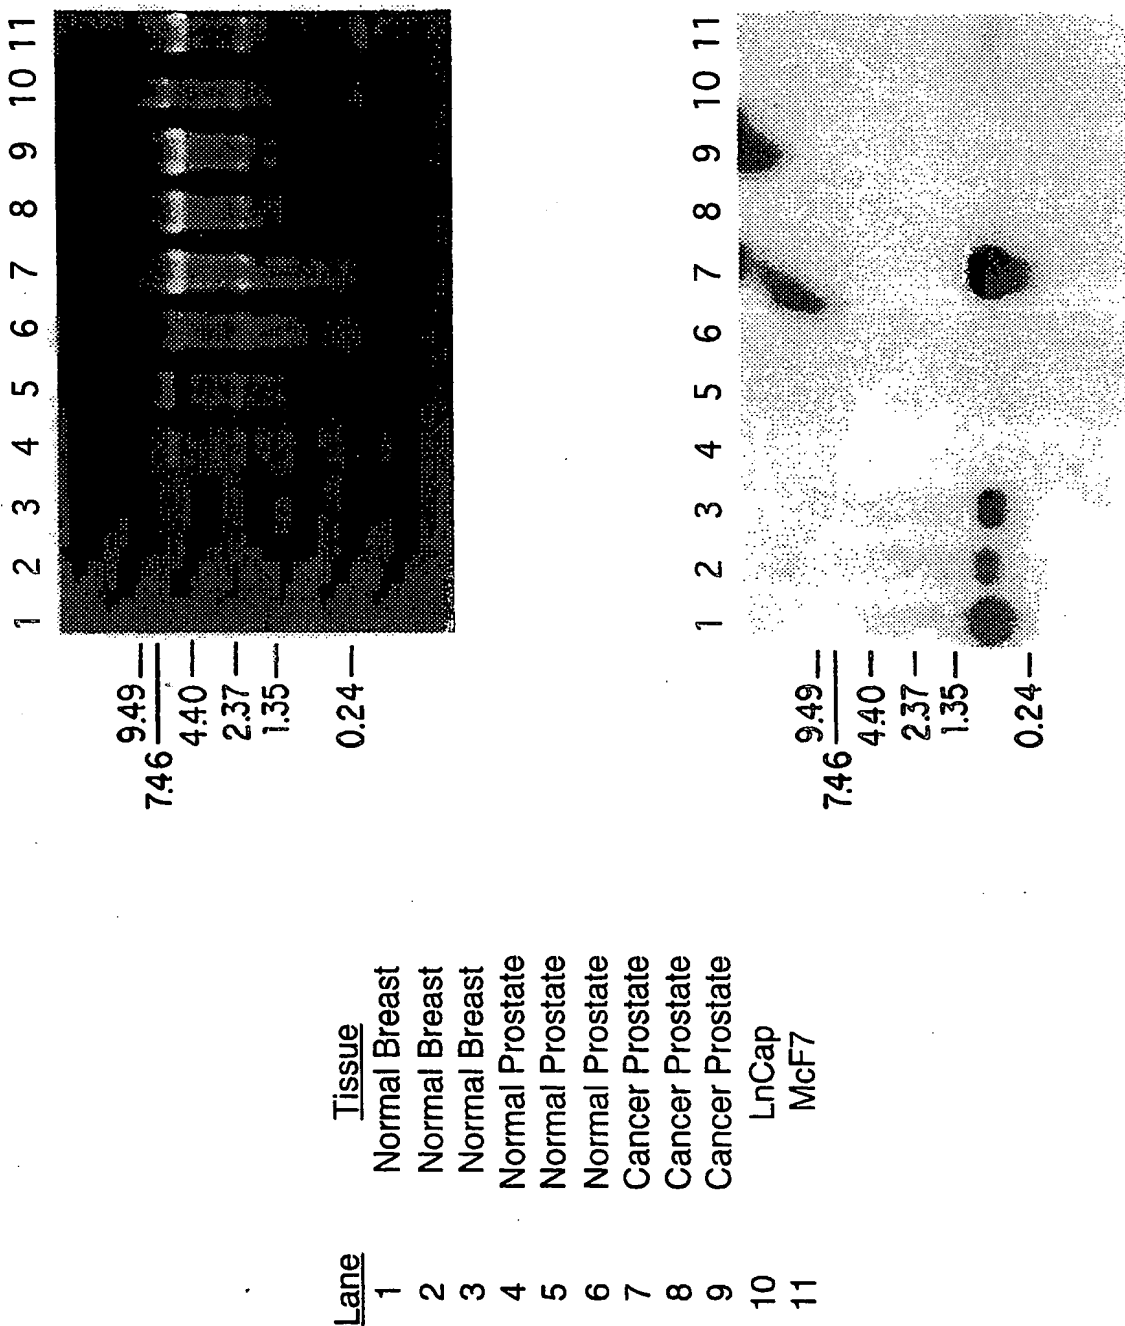 1 2 3 4 5 6 7 8 9 10 11
9.49
7.46
4.40
2.37
1.35
0.24
1 2 3 4 5 6 7 8 9 10 11
9.49
7.46
4.40
2.37
1.35
0.24
Lane Tissue
1 Normal Breast
2 Normal Breast
3 Normal Breast
4 Normal Prostate
5 Normal Prostate
6 Normal Prostate
7 Cancer Prostate
8 Cancer Prostate
9 Cancer Prostate
10 LnCap
11 McF7